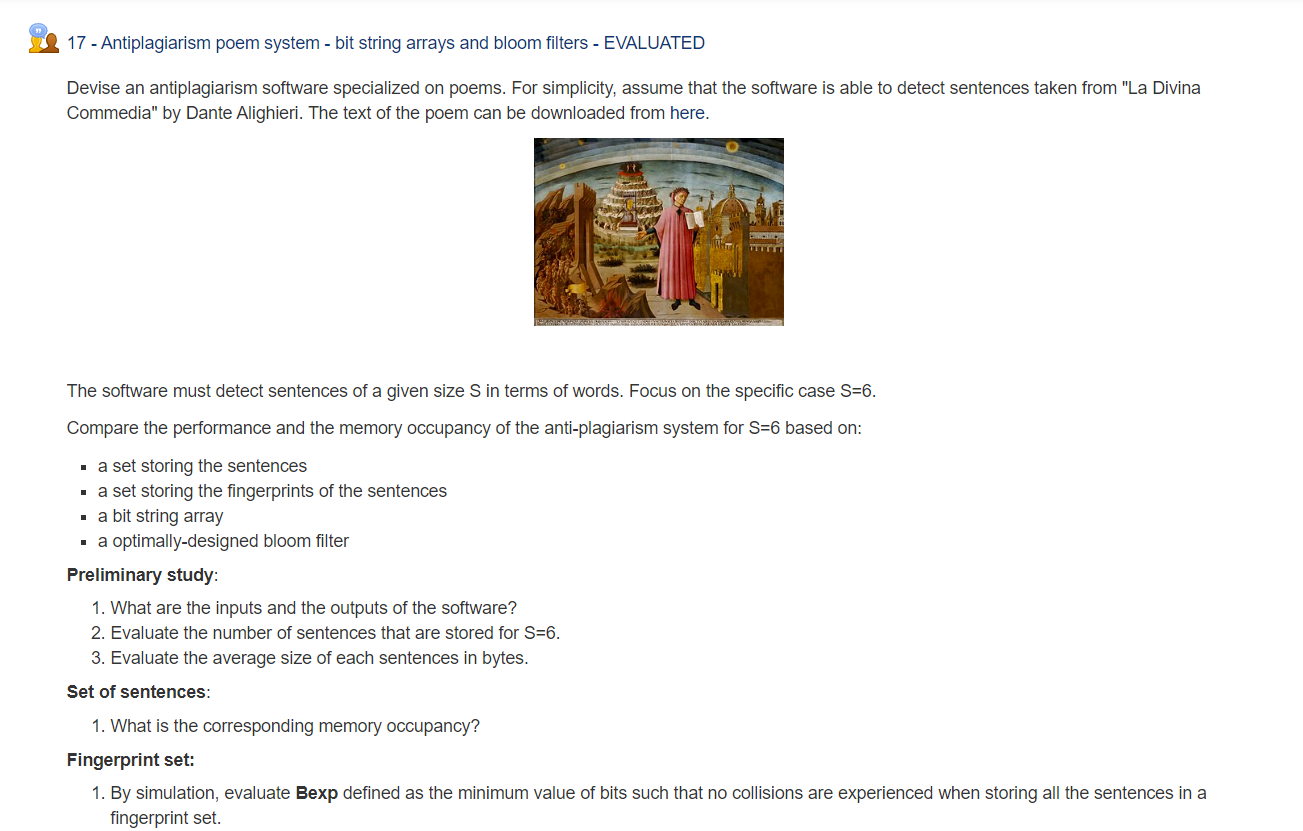 17 - Antiplagiarism poem system - bit string arrays and bloom filters - EVALUATED
Devise an antiplagiarism software specialized on poems. For simplicity, assume that the software is able to detect sentences taken from "La Divina
Commedia" by Dante Alighieri. The text of the poem can be downloaded from here.
The software must detect sentences of a given size S in terms of words. Focus on the specific case S=6.
Compare the performance and the memory occupancy of the anti-plagiarism system for S=6 based on:
▪ a set storing the sentences
▪ a set storing the fingerprints of the sentences
▪ a bit string array
▪ a optimally-designed bloom filter
Preliminary study:
1. What are the inputs and the outputs of the software?
2. Evaluate the number of sentences that are stored for S=6.
3. Evaluate the average size of each sentences in bytes.
Set of sentences:
1. What is the corresponding memory occupancy?
Fingerprint set:
1. By simulation, evaluate Bexp defined as the minimum value of bits such that no collisions are experienced when storing all the sentences in a
fingerprint set.